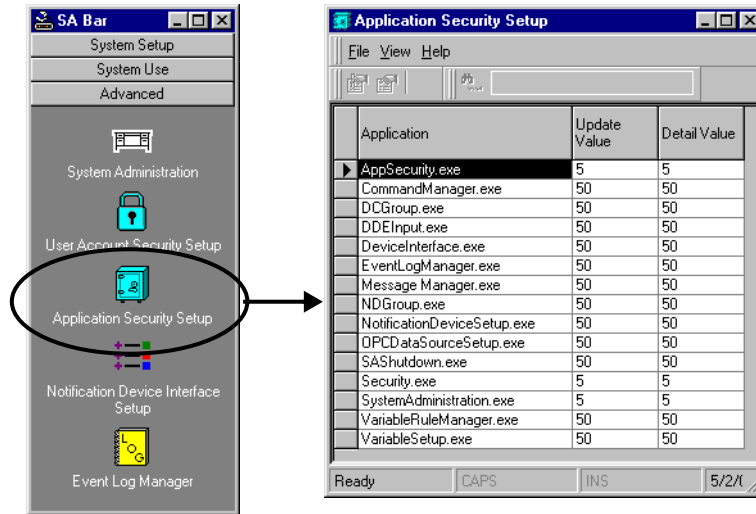 SA Bar
System Setup
System Use
Advanced
System Administration
User Account Security Setup
Application Security Setup
Notification Device Interface
Setup
LOG
Event Log Manager
Application Security Setup
File View Help
Application Update Value Detail Value
AppSecurity.exe 5 5
CommandManager.exe 50 50
DCGroup.exe 50 50
DDEInput.exe 50 50
DeviceInterface.exe 50 50
EventLogManager.exe 50 50
Message Manager.exe 50 50
NDGroup.exe 50 50
NotificationDeviceSetup.exe 50 50
OPCDataSourceSetup.exe 50 50
SAShutdown.exe 50 50
Security.exe 5 5
SystemAdministration.exe 5 5
VariableRuleManager.exe 50 50
VariableSetup.exe 50 50
Ready CAPS INS 5/2/